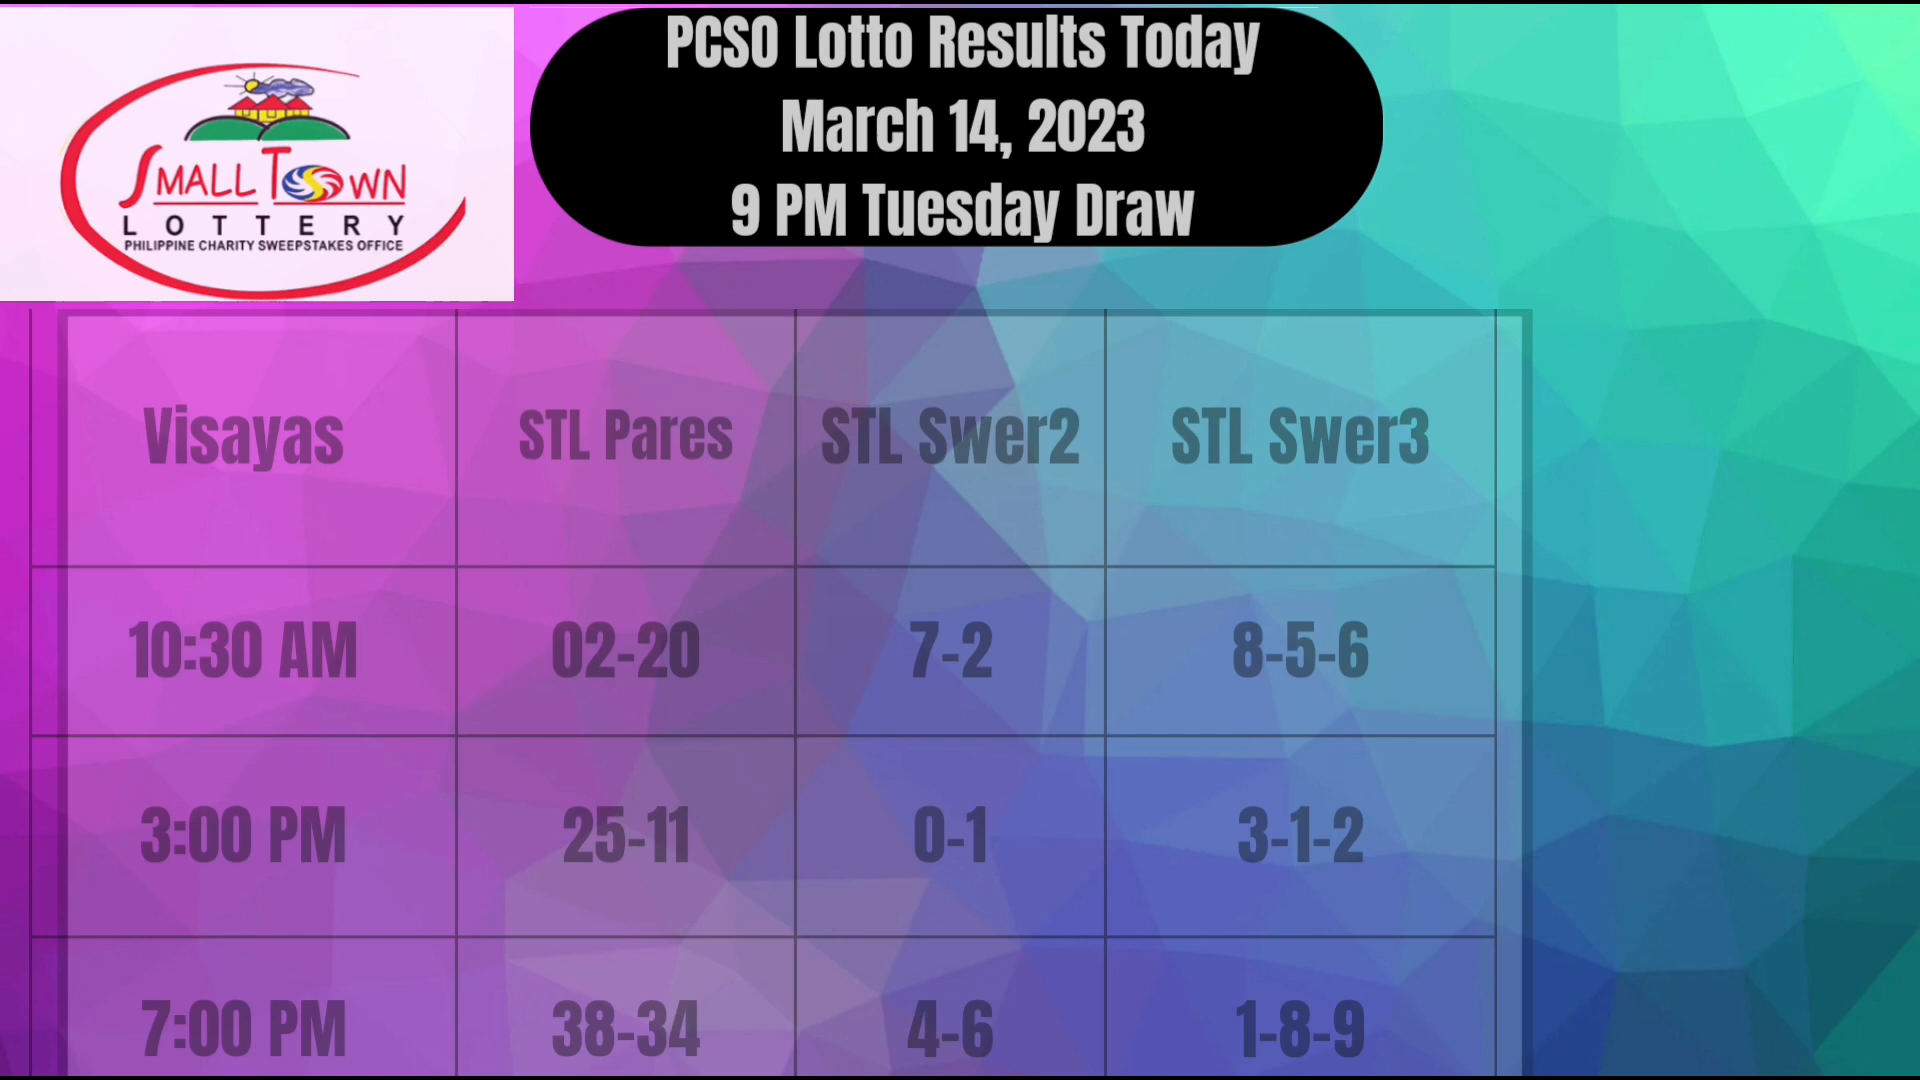 SMALL TOWN
LOTTERY
PHILIPPINE CHARITY SWEEPSTAKES OFFICE
PCSO Lotto Results Today
March 14, 2023
9 PM Tuesday Draw
Visayas STL Pares STL Swer2 STL Swer3
10:30 AM 02-20 7-2 8-5-6
3:00 PM 25-11 0-1 3-1-2
7:00 PM 38-34 4-6 1-8-9